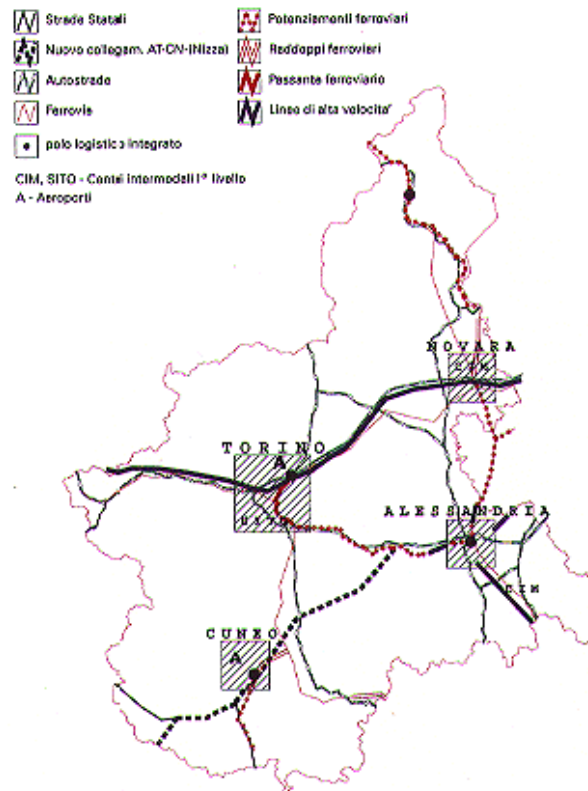 Strade Statali
Nuovo collegam. AT-CN-(Nizza)
Autostrade
Ferrovie
polo logistico integrato
Potenziamenti ferroviari
Raddoppi ferroviari
Passante ferroviario
Linee di alta velocita'
CIM, SITO - Centri intermodali 1° livello
A - Aeroporti
NOVARA
CIM
TORINO
A
SITO
ALESSANDRIA
CIM
CUNEO
A